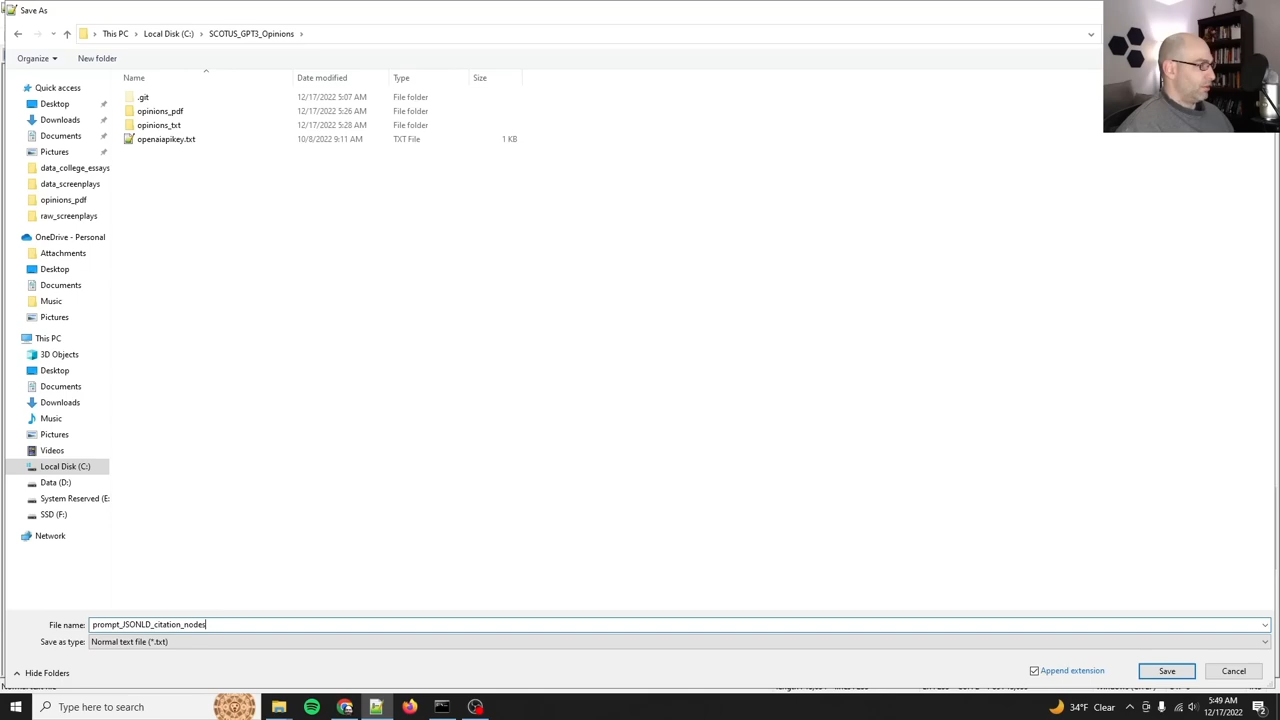 Save As
This PC > Local Disk (C:) > SCOTUS_GPT3_Opinions >
Organize
New folder
Name Date modified Type Size
Quick access
Desktop
Downloads
Documents
Pictures
data_college_essays
data_screenplays
opinions_pdf
raw_screenplays
OneDrive - Personal
Attachments
Desktop
Documents
Music
Pictures
This PC
3D Objects
Desktop
Documents
Downloads
Music
Pictures
Videos
Local Disk (C:)
Data (D:)
System Reserved (E:
SSD (F:)
Network
.git 12/17/2022 5:07 AM File folder
opinions_pdf 12/17/2022 5:26 AM File folder
opinions_txt 12/17/2022 5:28 AM File folder
openaiapikey.txt 10/8/2022 9:11 AM TXT File 1 KB
File name: prompt_JSONLD_citation_nodes
Save as type: Normal text file (*.txt)
Hide Folders
Append extension
Save
Cancel
Type here to search
34°F Clear
5:49 AM
12/17/2022
2